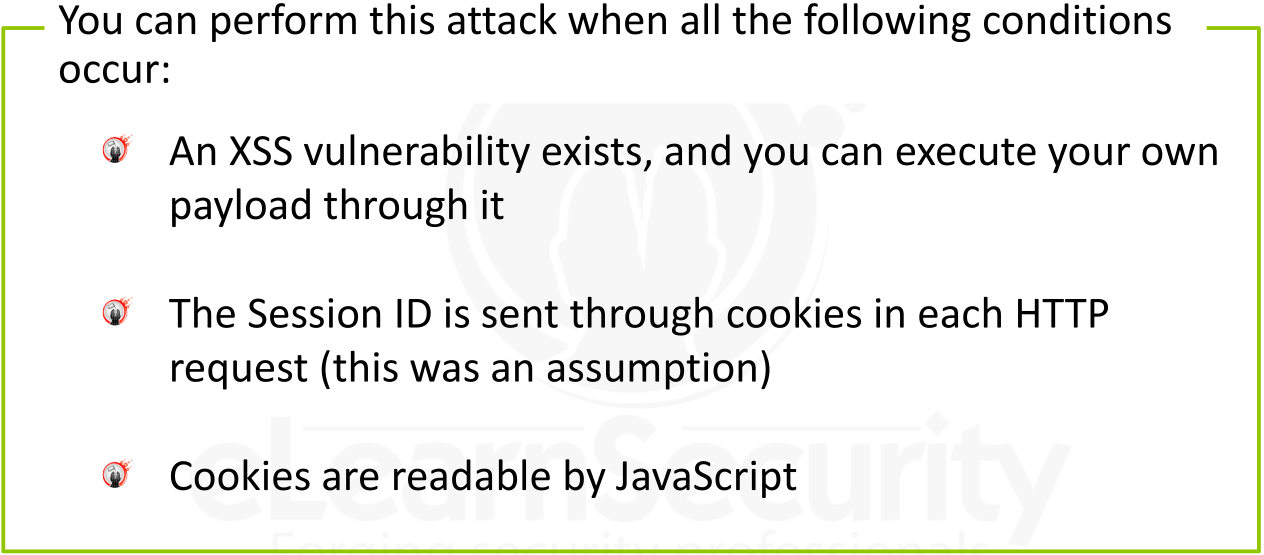 You can perform this attack when all the following conditions
occur:
An XSS vulnerability exists, and you can execute your own
payload through it
The Session ID is sent through cookies in each HTTP
request (this was an assumption)
Cookies are readable by JavaScript
eLearnSecurity
Forging security professionals